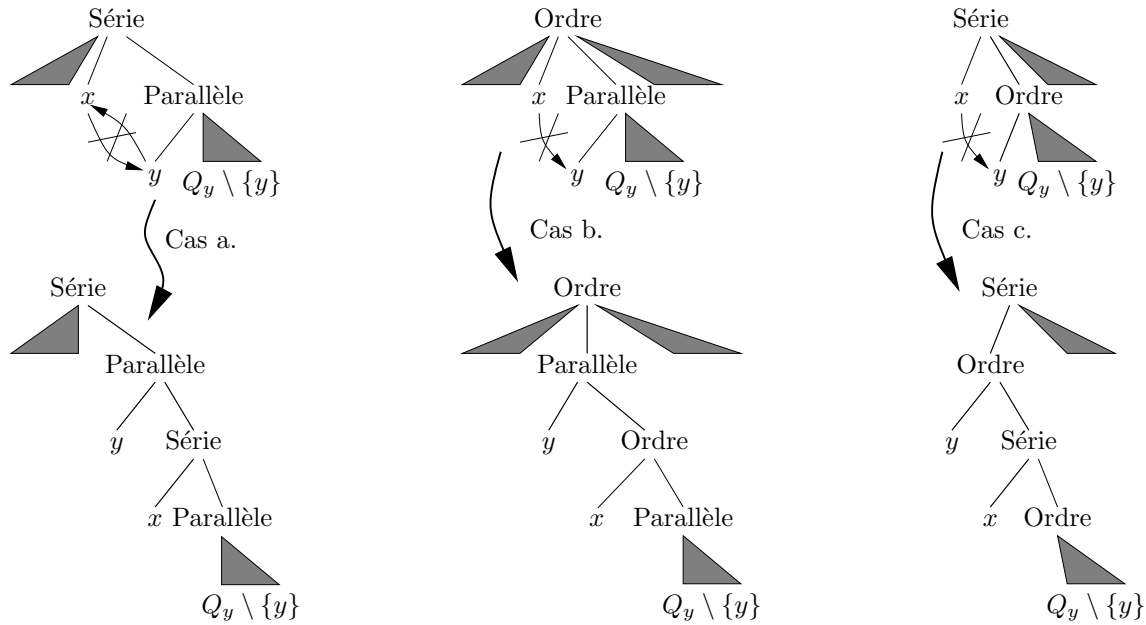 Série
x Parallèle
y
Q_y \ {y}
Cas a.
Série
Parallèle
y Série
x Parallèle
Q_y \ {y}
Ordre
x Parallèle
y
Q_y \ {y}
Cas b.
Ordre
Parallèle
y Ordre
x Parallèle
Q_y \ {y}
Série
x Ordre
y
Q_y \ {y}
Cas c.
Série
Ordre
y Série
x Ordre
Q_y \ {y}